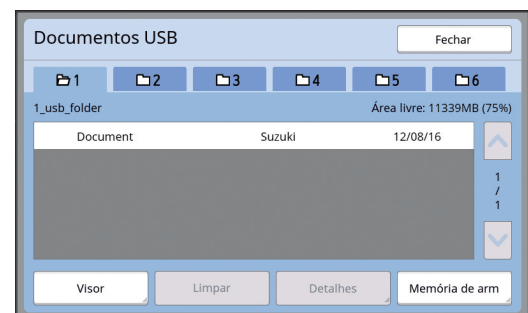 Documentos USB
Fechar
1 2 3 4 5 6
1_usb_folder Área livre: 11339MB (75%)
Document Suzuki 12/08/16
1
/
1
Visor Limpar Detalhes Memória de arm